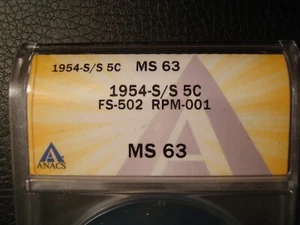 1954-S/S 5C MS 63
1954-S/S 5C
FS-502 RPM-001
MS 63
ANACS